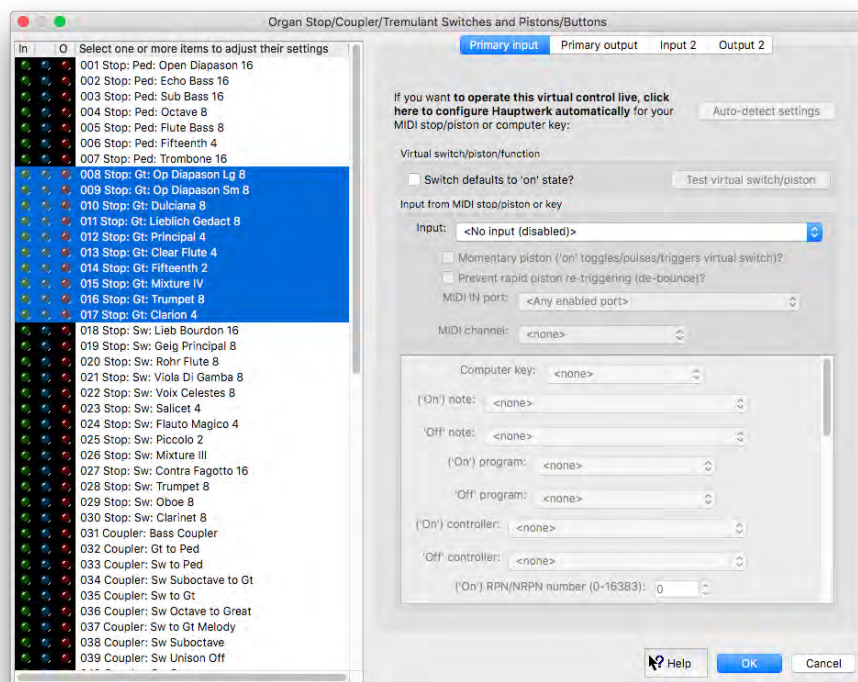 Organ Stop/Coupler/Tremulant Switches and Pistons/Buttons
In O Select one or more items to adjust their settings
001 Stop: Ped: Open Diapason 16
002 Stop: Ped: Echo Bass 16
003 Stop: Ped: Sub Bass 16
004 Stop: Ped: Octave 8
005 Stop: Ped: Flute Bass 8
006 Stop: Ped: Fifteenth 4
007 Stop: Ped: Trombone 16
008 Stop: Gt: Op Diapason Lg 8
009 Stop: Gt: Op Diapason Sm 8
010 Stop: Gt: Dulciana 8
011 Stop: Gt: Lieblich Gedact 8
012 Stop: Gt: Principal 4
013 Stop: Gt: Clear Flute 4
014 Stop: Gt: Fifteenth 2
015 Stop: Gt: Mixture IV
016 Stop: Gt: Trumpet 8
017 Stop: Gt: Clarion 4
018 Stop: Sw: Lieb Bourdon 16
019 Stop: Sw: Geig Principal 8
020 Stop: Sw: Rohr Flute 8
021 Stop: Sw: Viola Di Gamba 8
022 Stop: Sw: Voix Celestes 8
023 Stop: Sw: Salicet 4
024 Stop: Sw: Flauto Magico 4
025 Stop: Sw: Piccolo 2
026 Stop: Sw: Mixture III
027 Stop: Sw: Contra Fagotto 16
028 Stop: Sw: Trumpet 8
029 Stop: Sw: Oboe 8
030 Stop: Sw: Clarinet 8
031 Coupler: Bass Coupler
032 Coupler: Gt to Ped
033 Coupler: Sw to Ped
034 Coupler: Sw Suboctave to Gt
035 Coupler: Sw to Gt
036 Coupler: Sw Octave to Great
037 Coupler: Sw to Gt Melody
038 Coupler: Sw Suboctave
039 Coupler: Sw Unison Off
Primary input Primary output Input 2 Output 2
If you want to operate this virtual control live, click
here to configure Hauptwerk automatically for your
MIDI stop/piston or computer key:
Auto-detect settings
Virtual switch/piston/function
Switch defaults to 'on' state?
Test virtual switch/piston
Input from MIDI stop/piston or key
Input: <No input (disabled)>
Momentary piston ('on' toggles/pulses/triggers virtual switch)?
Prevent rapid piston re-triggering (de-bounce)?
MIDI IN port: <Any enabled port>
MIDI channel: <none>
Computer key: <none>
('On') note: <none>
'Off' note: <none>
('On') program: <none>
'Off' program: <none>
('On') controller: <none>
'Off' controller: <none>
('On') RPN/NRPN number (0-16383): 0
Help OK Cancel